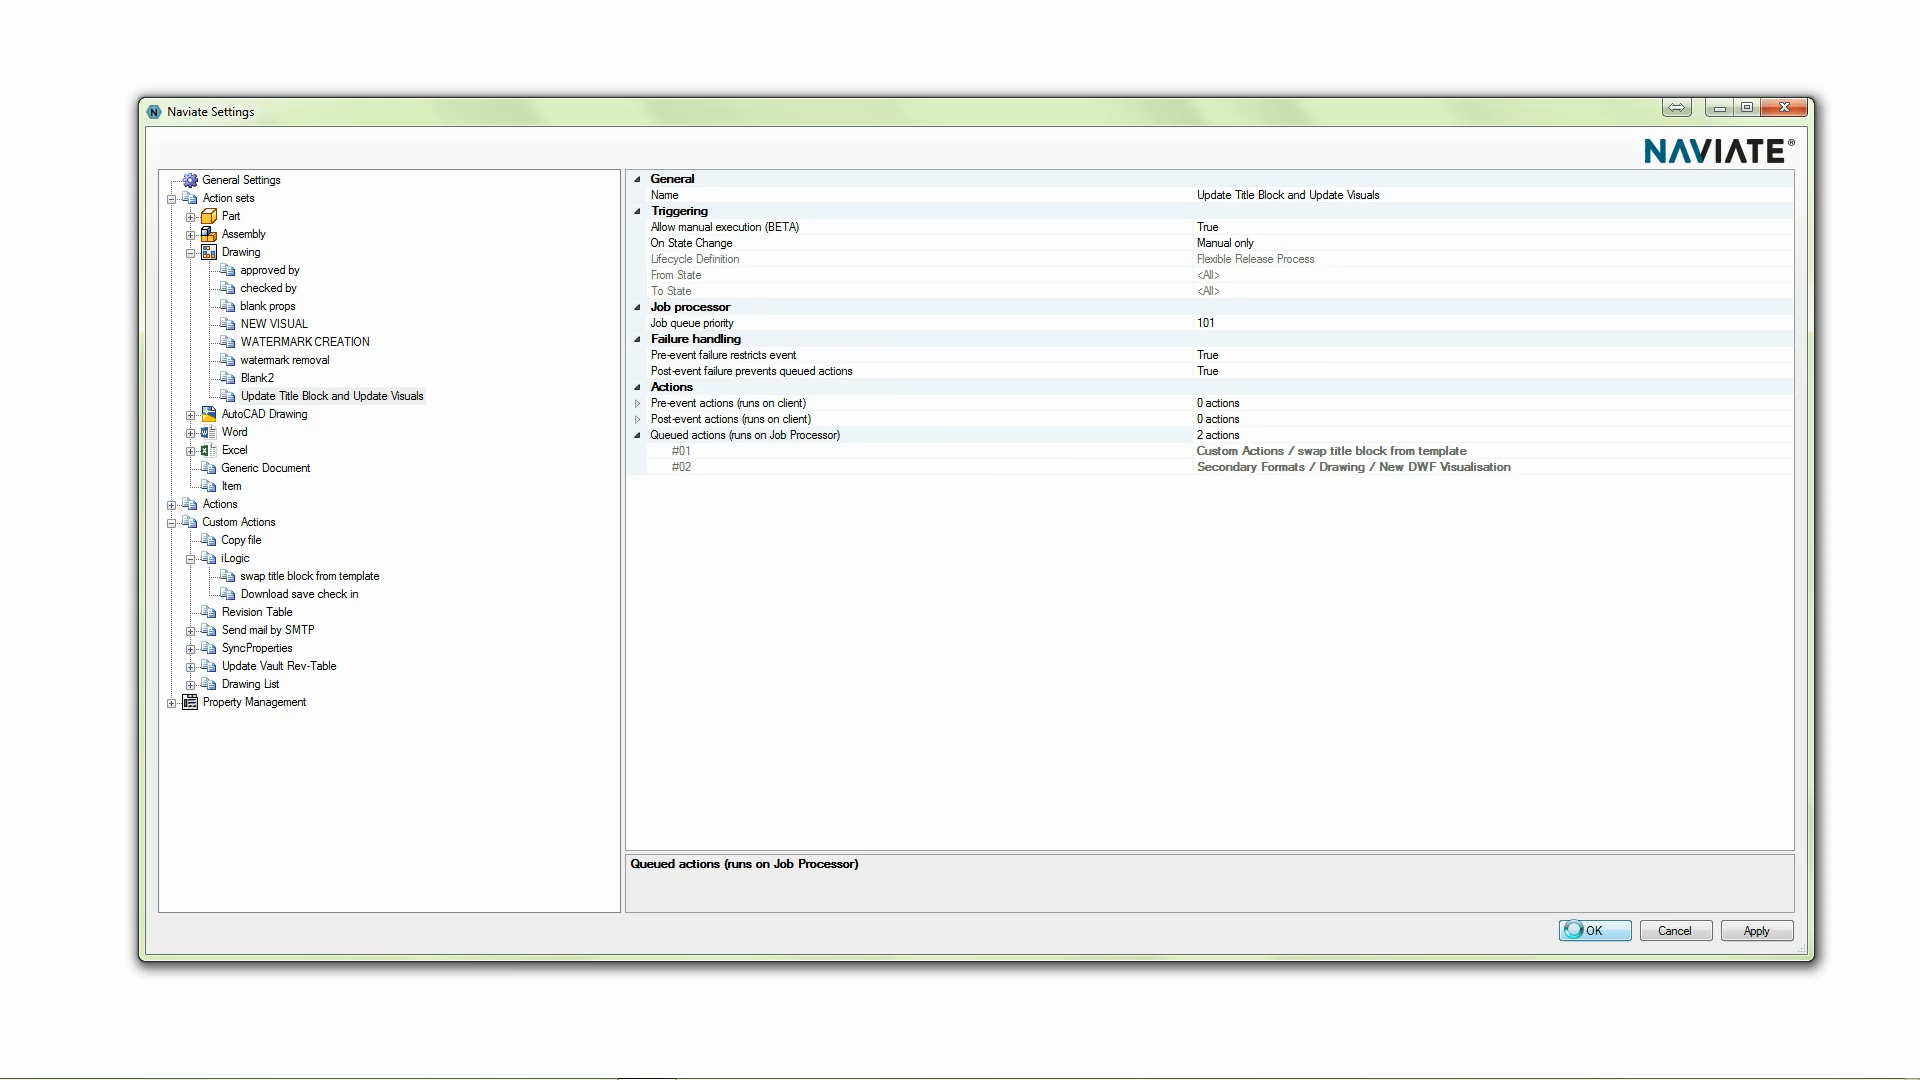 Naviate Settings
NAVIATE®
General Settings
Action sets
Part
Assembly
Drawing
approved by
checked by
blank props
NEW VISUAL
WATERMARK CREATION
watermark removal
Blank2
Update Title Block and Update Visuals
AutoCAD Drawing
Word
Excel
Generic Document
Item
Actions
Custom Actions
Copy file
iLogic
swap title block from template
Download save check in
Revision Table
Send mail by SMTP
SyncProperties
Update Vault Rev-Table
Drawing List
Property Management
General
Name Update Title Block and Update Visuals
Triggering
Allow manual execution (BETA) True
On State Change Manual only
Lifecycle Definition Flexible Release Process
From State <All>
To State <All>
Job processor
Job queue priority 101
Failure handling
Pre-event failure restricts event True
Post-event failure prevents queued actions True
Actions
Pre-event actions (runs on client) 0 actions
Post-event actions (runs on client) 0 actions
Queued actions (runs on Job Processor) 2 actions
#01 Custom Actions / swap title block from template
#02 Secondary Formats / Drawing / New DWF Visualisation
Queued actions (runs on Job Processor)
OK Cancel Apply